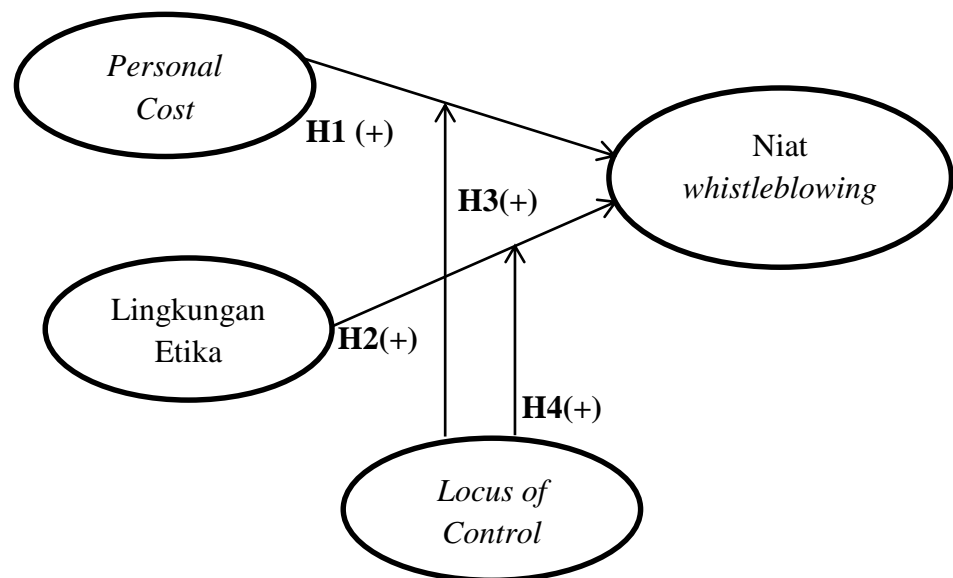 Personal
Cost
H1 (+)
Niat
whistleblowing
H3(+)
Lingkungan
Etika
H2(+)
H4(+)
Locus of
Control